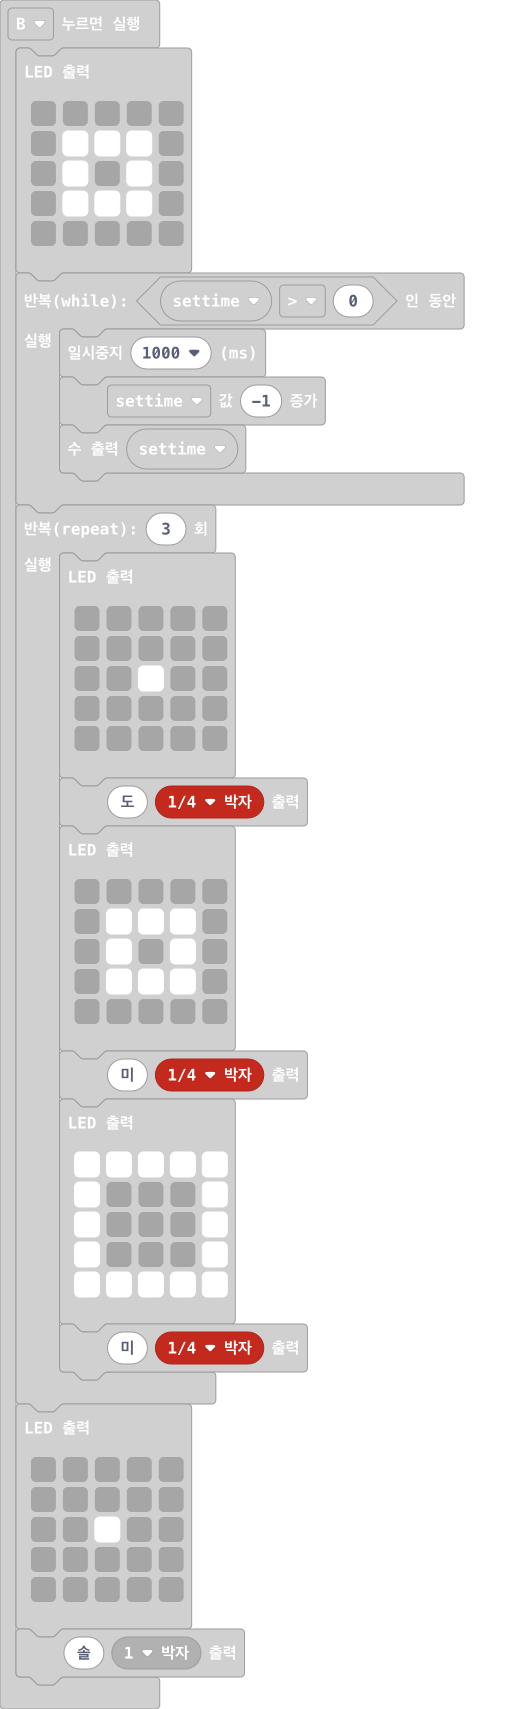 B 누르면 실행
LED 출력
반복(while): settime > 0 인 동안
실행
일시중지 1000 (ms)
settime 값 -1 증가
수 출력 settime
반복(repeat): 3 회
실행
LED 출력
도 1/4 박자 출력
LED 출력
미 1/4 박자 출력
LED 출력
미 1/4 박자 출력
LED 출력
솔 1 박자 출력